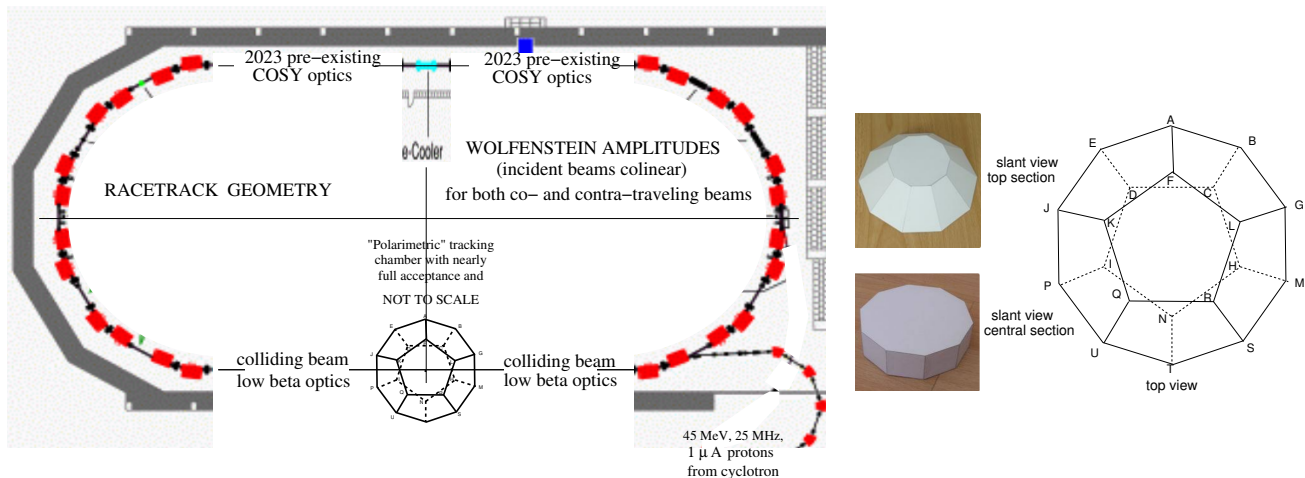 2023 pre−existing
COSY optics
2023 pre−existing
COSY optics
e-Cooler
WOLFENSTEIN AMPLITUDES
(incident beams colinear)
for both co− and contra−traveling beams
RACETRACK GEOMETRY
"Polarimetric" tracking
chamber with nearly
full acceptance and
NOT TO SCALE
A
E
B
J
G
P
M
Q
N
U
S
colliding beam
low beta optics
colliding beam
low beta optics
45 MeV, 25 MHz,
1 μ A protons
from cyclotron
slant view
top section
slant view
central section
A
E
B
F
D
C
J
G
K
L
I
H
P
M
Q
R
N
U
S
T
top view